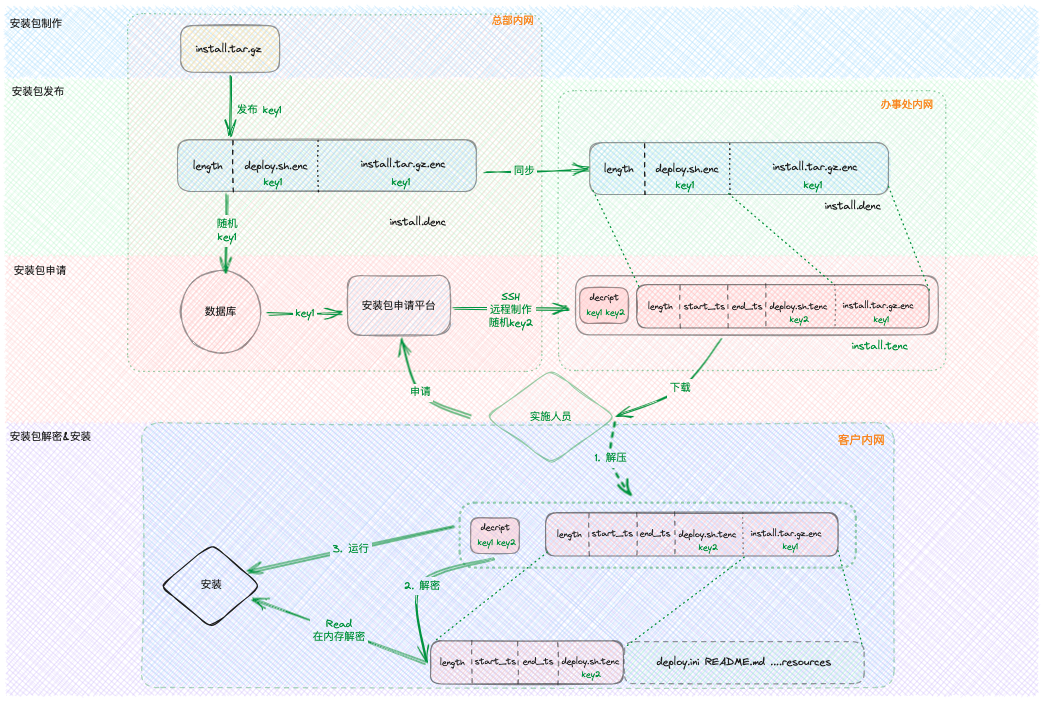 安装包制作
总部内网
install.tar.gz
安装包发布
发布 key1
办事处内网
length
deploy.sh.enc
key1
install.tar.gz.enc
key1
同步
length
deploy.sh.enc
key1
install.tar.gz.enc
key1
install.denc
install.denc
随机
key1
安装包申请
数据库
key1
安装包申请平台
SSH
远程制作
随机key2
decript
key1 key2
length
start_ts
end_ts
deploy.sh.tenc
key2
install.tar.gz.enc
key1
install.tenc
申请
实施人员
下载
安装包解密&安装
客户内网
1. 解压
decript
key1 key2
length
start_ts
end_ts
deploy.sh.tenc
key2
install.tar.gz.enc
key1
3. 运行
安装
2. 解密
Read
在内存解密
length
start_ts
end_ts
deploy.sh.tenc
key2
deploy.ini README.md ....resources